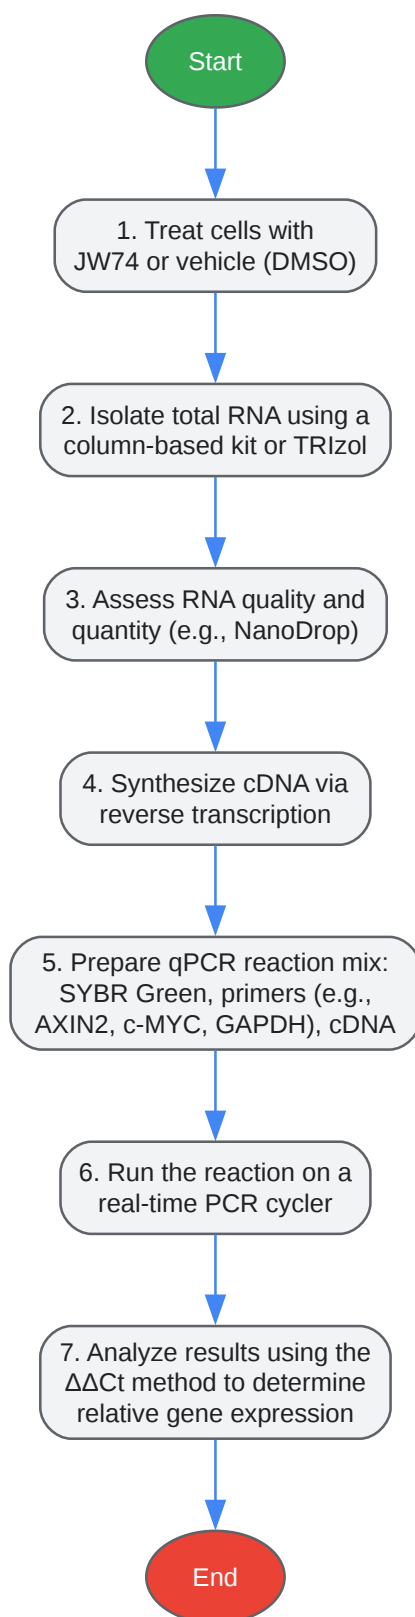 Start
1. Treat cells with
JW74 or vehicle (DMSO)
2. Isolate total RNA using a
column-based kit or TRIzol
3. Assess RNA quality and
quantity (e.g., NanoDrop)
4. Synthesize cDNA via
reverse transcription
5. Prepare qPCR reaction mix:
SYBR Green, primers (e.g.,
AXIN2, c-MYC, GAPDH), cDNA
6. Run the reaction on a
real-time PCR cycler
7. Analyze results using the
ΔΔCt method to determine
relative gene expression
End